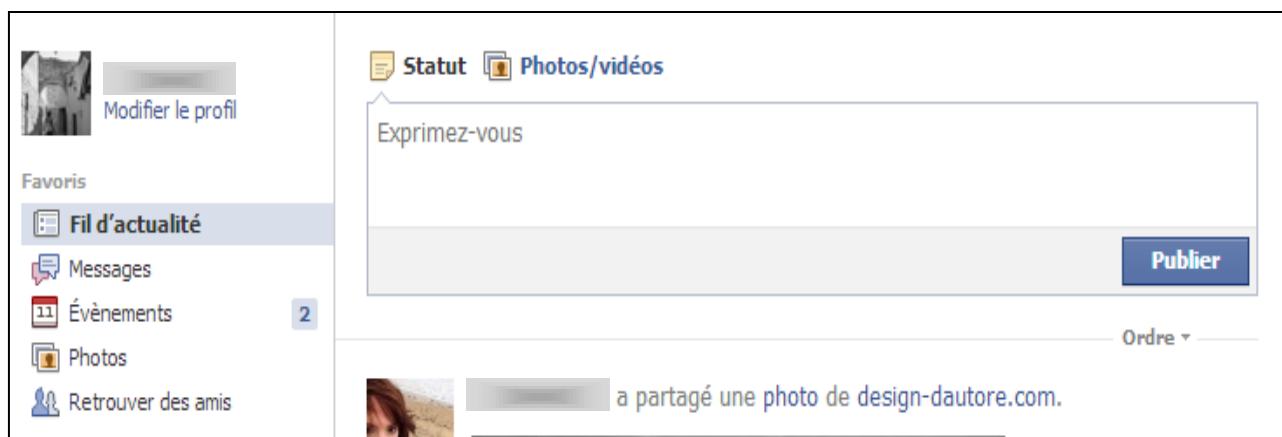 Modifier le profil
Favoris
Fil d'actualité
Messages
11 Évènements 2
Photos
Retrouver des amis
Statut Photos/vidéos
Exprimez-vous
Publier
Ordre
a partagé une photo de design-dautore.com.